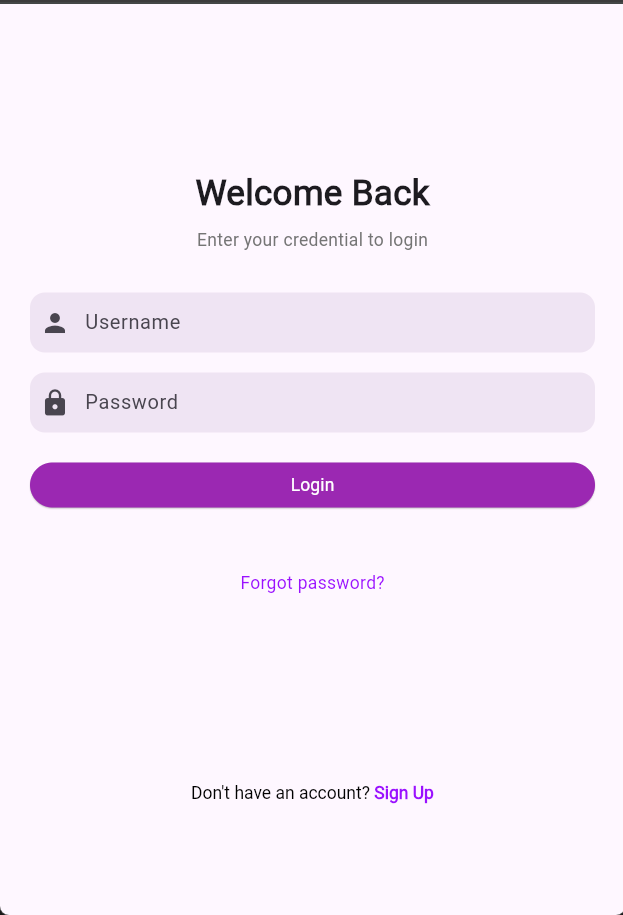 Welcome Back
Enter your credential to login
Username
Password
Login
Forgot password?
Don't have an account? Sign Up